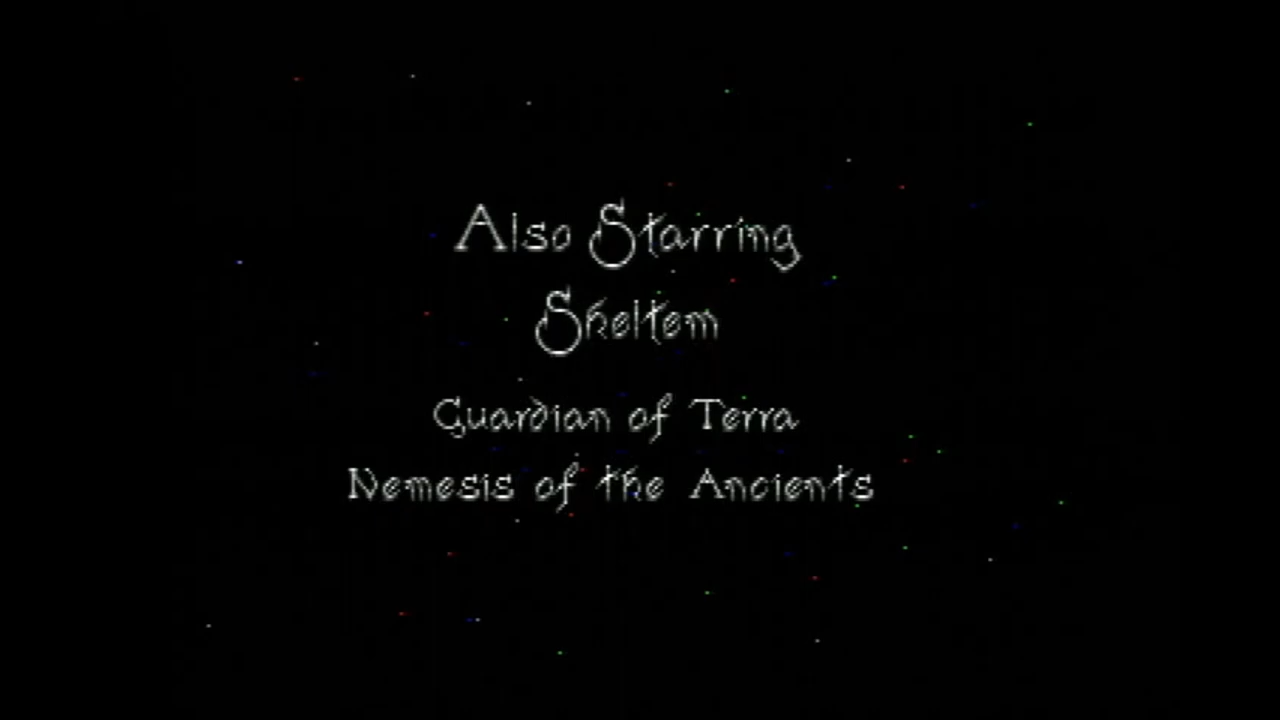 Also Starring
Sheltem
Guardian of Terra
Nemesis of the Ancients